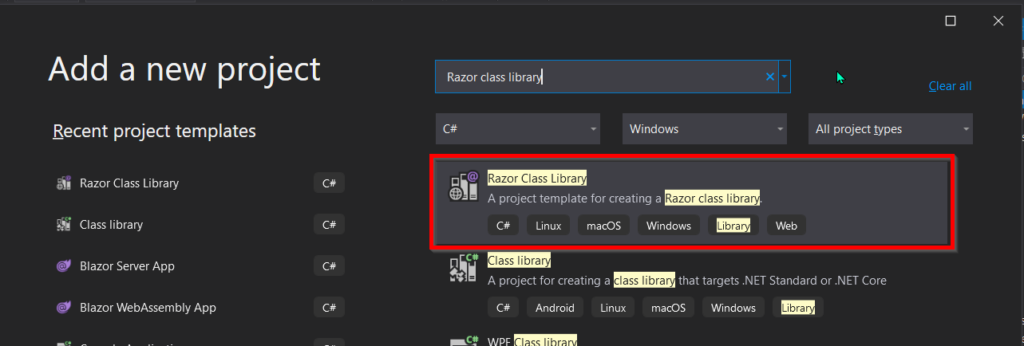 Add a new project
Razor class library
Clear all
Recent project templates
C#
Windows
All project types
Razor Class Library C#
Class library C#
Blazor Server App C#
Blazor WebAssembly App C#
Razor Class Library
A project template for creating a Razor class library.
C# Linux macOS Windows Library Web
Class library
A project for creating a class library that targets .NET Standard or .NET Core
C# Android Linux macOS Windows Library
WPF Class library